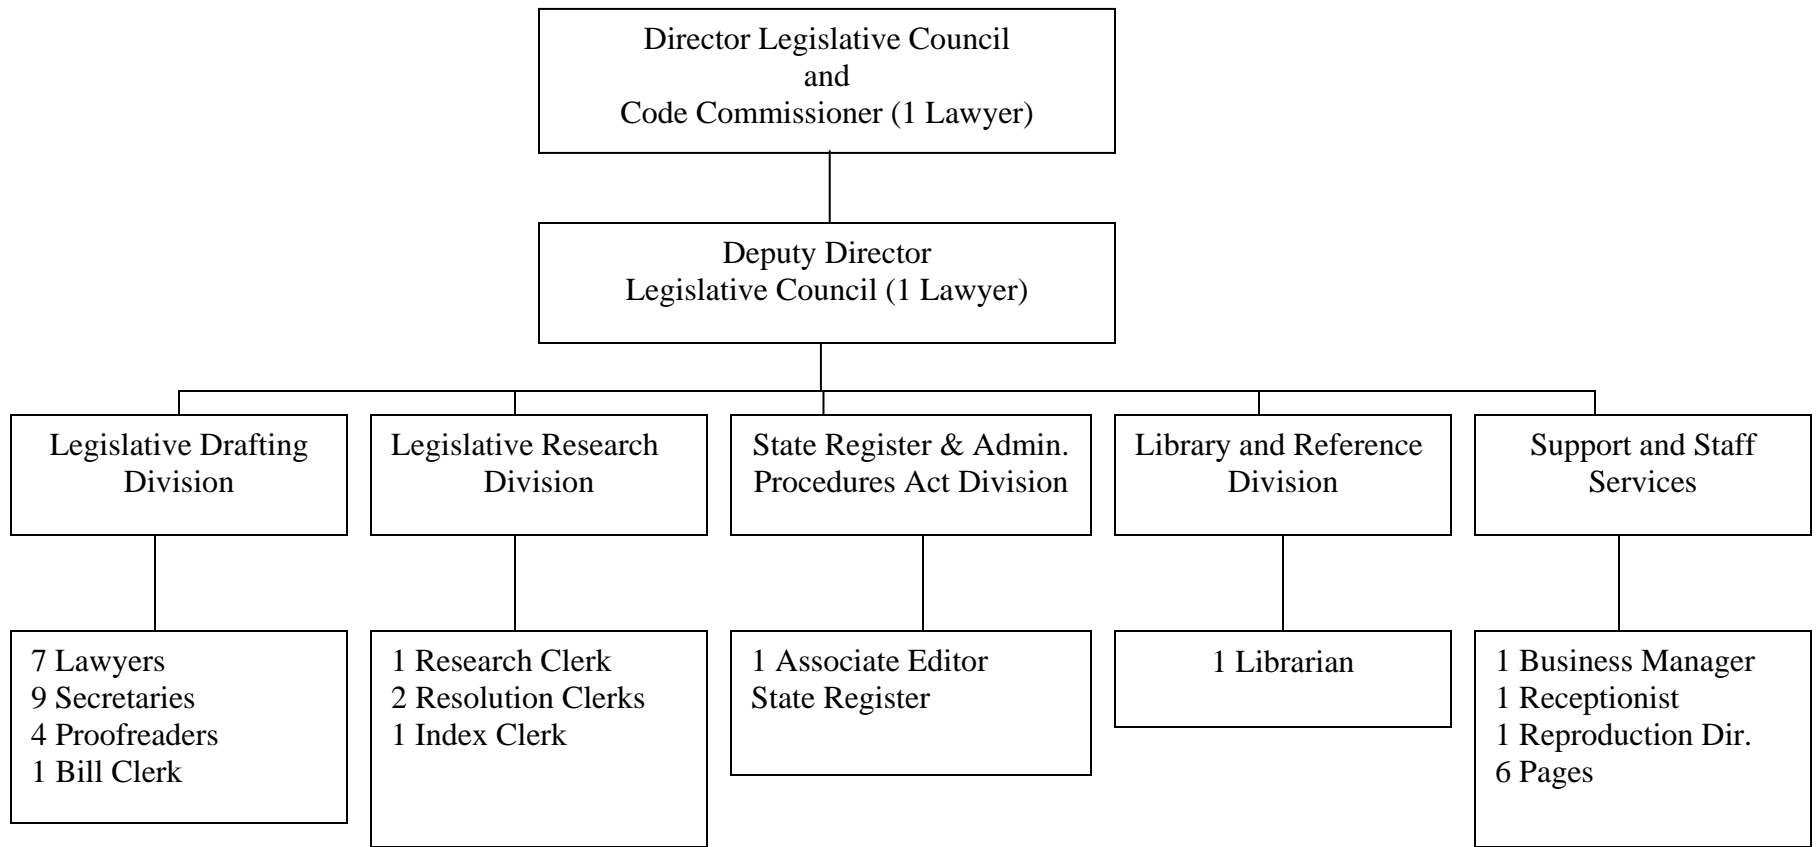 Director Legislative Council
and
Code Commissioner (1 Lawyer)
Deputy Director
Legislative Council (1 Lawyer)
Legislative Drafting
Division
Legislative Research
Division
State Register & Admin.
Procedures Act Division
Library and Reference
Division
Support and Staff
Services
7 Lawyers
9 Secretaries
4 Proofreaders
1 Bill Clerk
1 Research Clerk
2 Resolution Clerks
1 Index Clerk
1 Associate Editor
State Register
1 Librarian
1 Business Manager
1 Receptionist
1 Reproduction Dir.
6 Pages